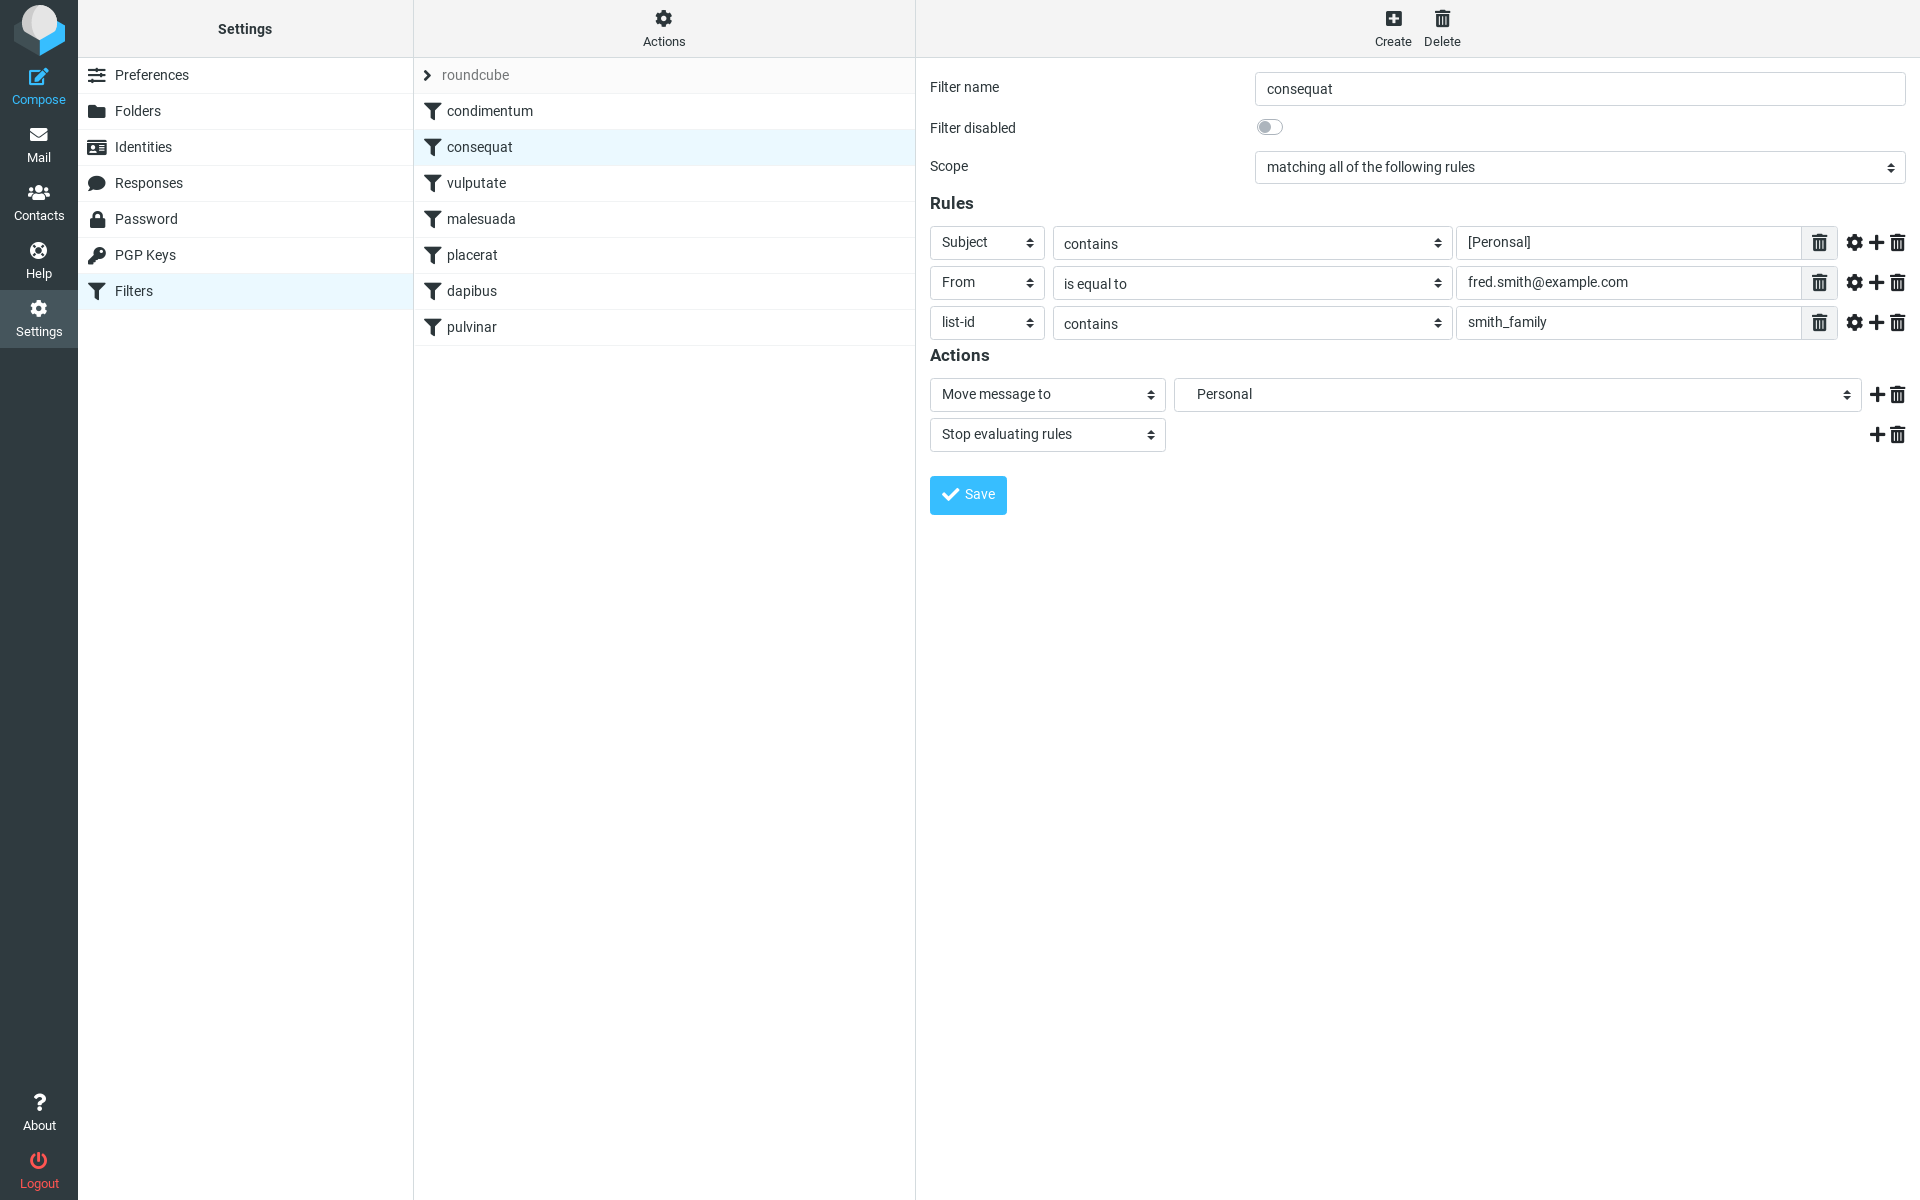 Compose
Mail
Contacts
Help
Settings
About
Logout
Settings
Preferences
Folders
Identities
Responses
Password
PGP Keys
Filters
Actions
roundcube
condimentum
consequat
vulputate
malesuada
placerat
dapibus
pulvinar
Create Delete
Filter name consequat
Filter disabled
Scope matching all of the following rules
Rules
Subject contains [Peronsal]
From is equal to fred.smith@example.com
list-id contains smith_family
Actions
Move message to Personal
Stop evaluating rules
Save